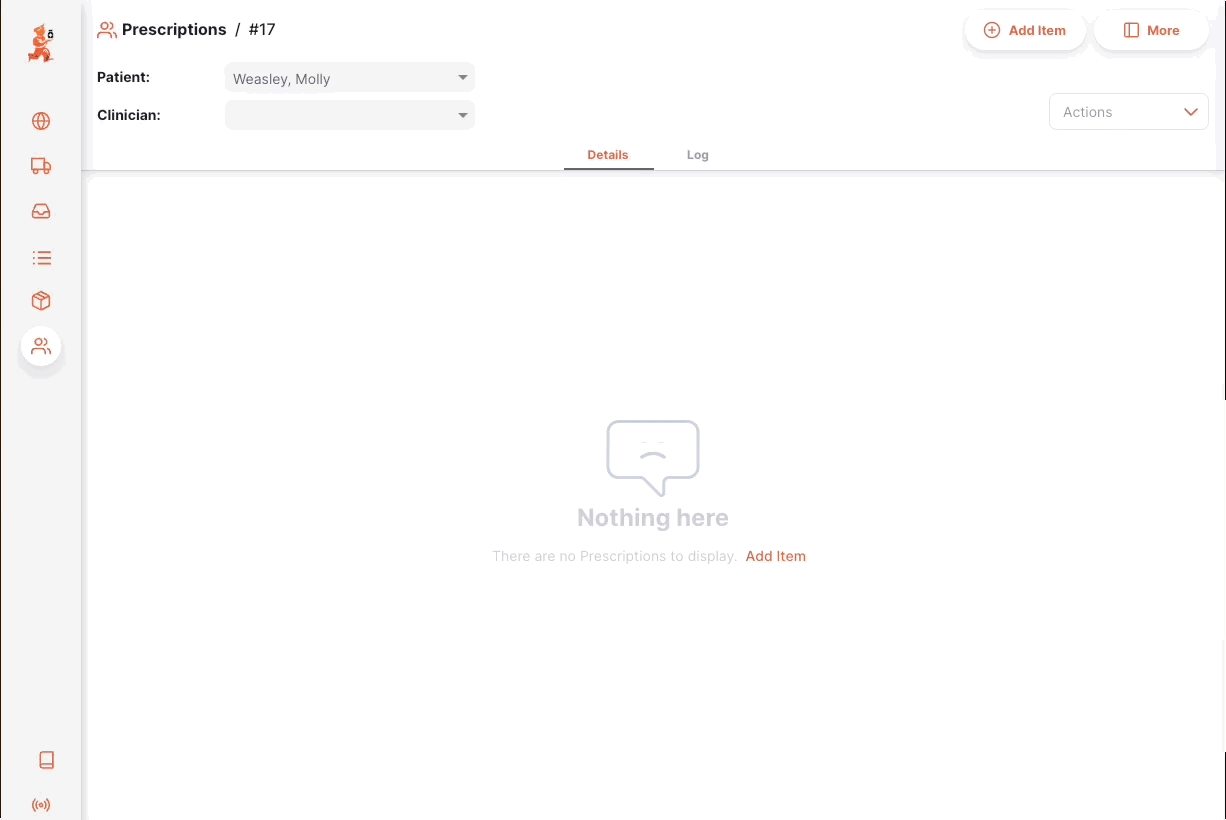 Prescriptions / #17
Add Item
More
Patient:
Weasley, Molly
Clinician:
Actions
Details
Log
Nothing here
There are no Prescriptions to display. Add Item